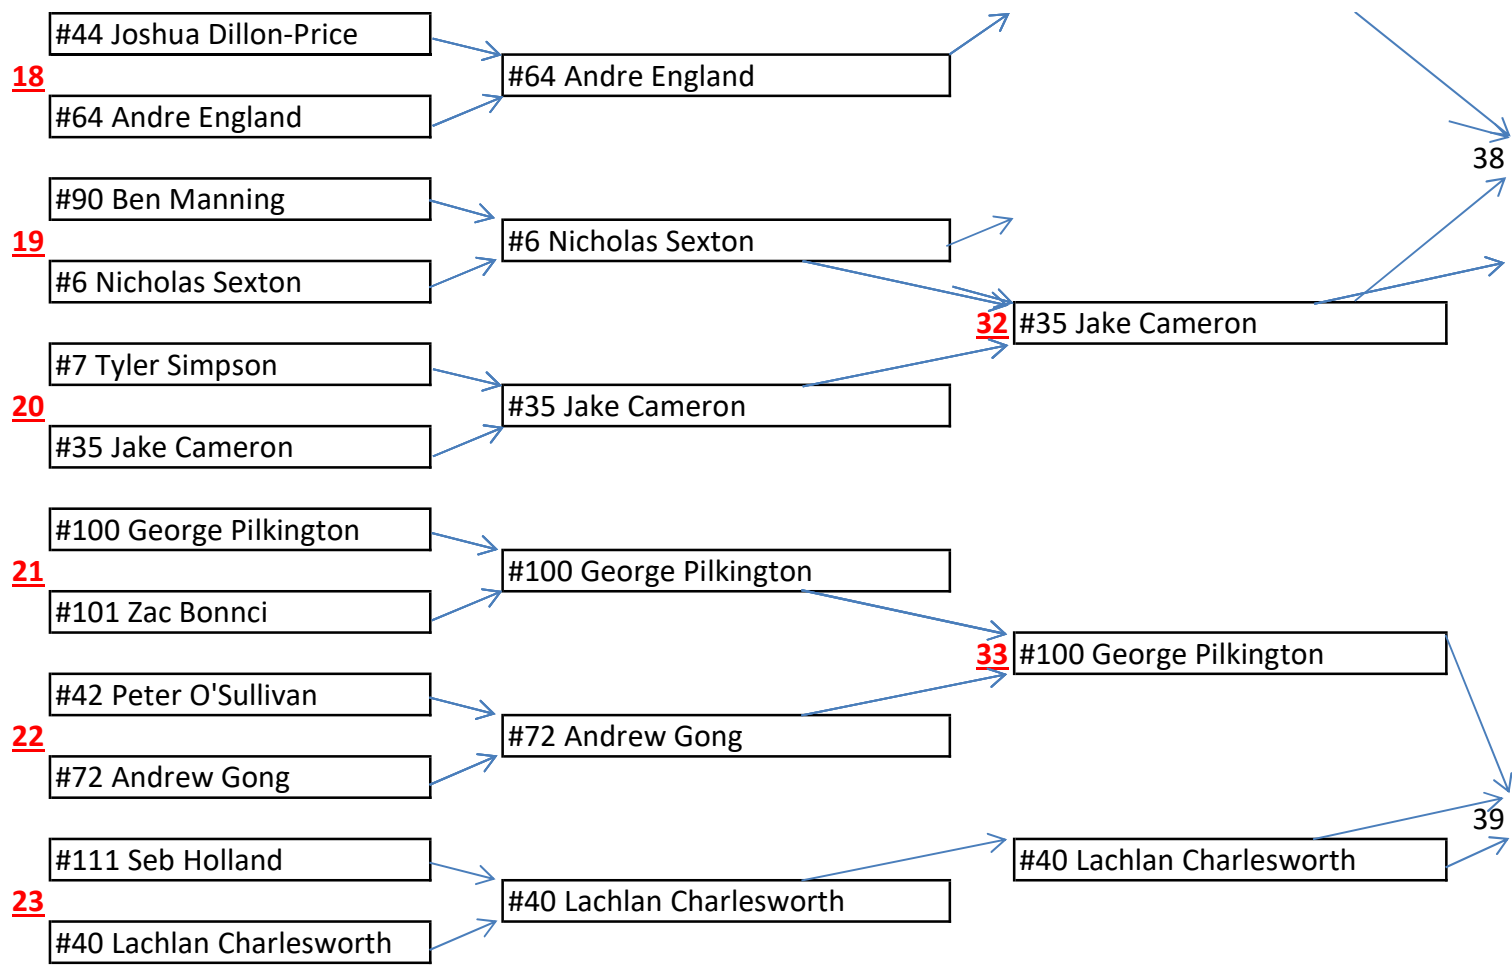 #44 Joshua Dillon-Price
18
#64 Andre England
#64 Andre England
38
#90 Ben Manning
19
#6 Nicholas Sexton
#6 Nicholas Sexton
32
#35 Jake Cameron
#7 Tyler Simpson
20
#35 Jake Cameron
#35 Jake Cameron
#100 George Pilkington
21
#100 George Pilkington
#101 Zac Bonnci
33
#100 George Pilkington
#42 Peter O'Sullivan
22
#72 Andrew Gong
#72 Andrew Gong
39
#111 Seb Holland
#40 Lachlan Charlesworth
23
#40 Lachlan Charlesworth
#40 Lachlan Charlesworth